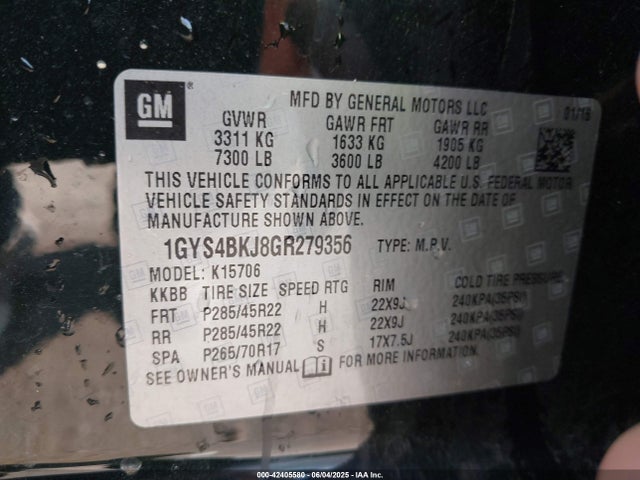 GM ®
MFD BY GENERAL MOTORS LLC
01/16
GVWR GAWR FRT GAWR RR
3311 KG 1633 KG 1905 KG
7300 LB 3600 LB 4200 LB
THIS VEHICLE CONFORMS TO ALL APPLICABLE U.S. FEDERAL MOTOR
VEHICLE SAFETY STANDARDS IN EFFECT ON THE DATE OF
MANUFACTURE SHOWN ABOVE.
1GYS4BKJ8GR279356 TYPE: M.P.V.
MODEL: K15706
KKBB TIRE SIZE SPEED RTG RIM COLD TIRE PRESSURE
FRT P285/45R22 H 22X9J 240KPA(35PSI)
RR P285/45R22 H 22X9J 240KPA(35PSI)
SPA P265/70R17 S 17X7.5J 240KPA(35PSI)
SEE OWNER'S MANUAL FOR MORE INFORMATION.
000-42405580 - 06/04/2025 - IAA Inc.